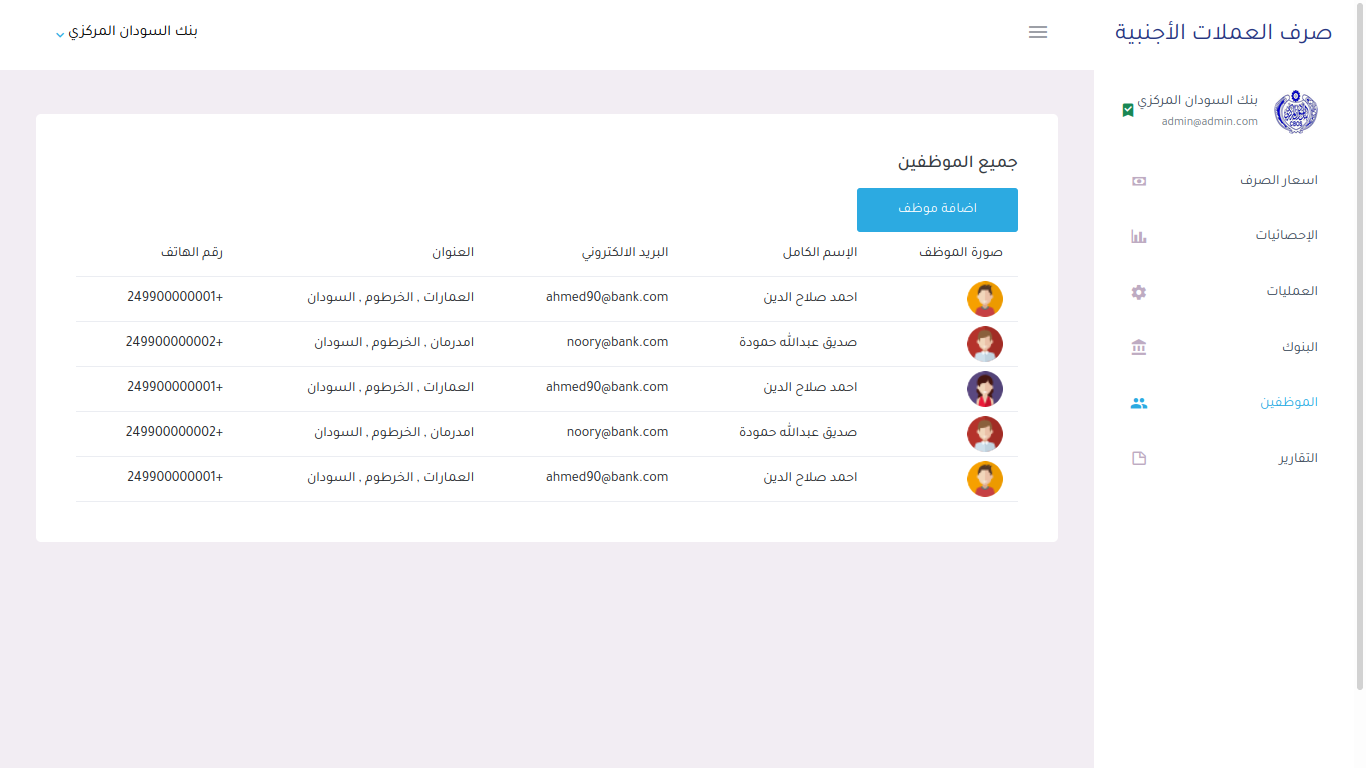 صرف العملات الأجنبية
بنك السودان المركزي
بنك السودان المركزي
admin@admin.com
CBOS
اسعار الصرف
الإحصائيات
العمليات
البنوك
الموظفين
التقارير
جميع الموظفين
اضافة موظف
صورة الموظف الإسم الكامل البريد الالكتروني العنوان رقم الهاتف
احمد صلاح الدين ahmed90@bank.com العمارات , الخرطوم , السودان 249900000001+
صديق عبدالله حمودة noory@bank.com امدرمان , الخرطوم , السودان 249900000002+
احمد صلاح الدين ahmed90@bank.com العمارات , الخرطوم , السودان 249900000001+
صديق عبدالله حمودة noory@bank.com امدرمان , الخرطوم , السودان 249900000002+
احمد صلاح الدين ahmed90@bank.com العمارات , الخرطوم , السودان 249900000001+